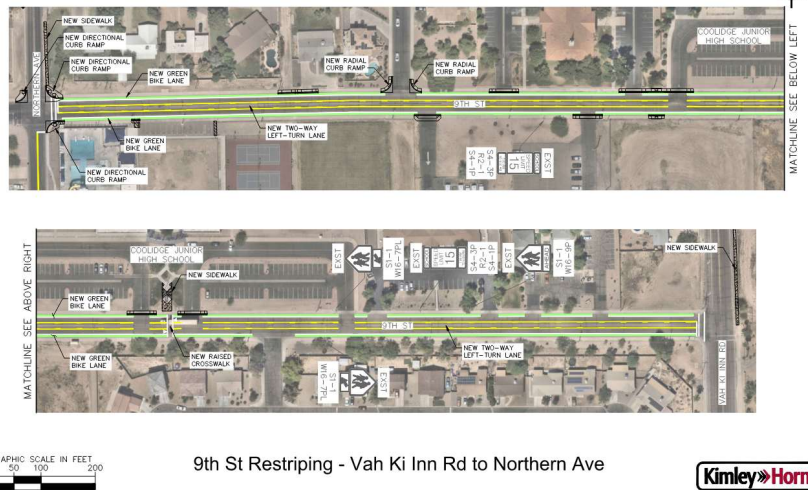 NEW SIDEWALK
NEW DIRECTIONAL
CURB RAMP
NEW DIRECTIONAL
CURB RAMP
NORTHERN AVE
NEW GREEN
BIKE LANE
NEW RADIAL
CURB RAMP
NEW RADIAL
CURB RAMP
COOLIDGE JUNIOR
HIGH SCHOOL
9TH ST
NEW GREEN
BIKE LANE
NEW TWO-WAY
LEFT-TURN LANE
NEW DIRECTIONAL
CURB RAMP
S4-3P
R2-1
S4-1P
SPEED
LIMIT
15
EXST
MATCHLINE SEE BELOW LEFT
MATCHLINE SEE ABOVE RIGHT
COOLIDGE JUNIOR
HIGH SCHOOL
NEW SIDEWALK
NEW GREEN
BIKE LANE
EXST
S1-1
W16-7PL
EXST
SPEED
LIMIT
15
S4-3P
R2-1
S4-1P
EXST
AHEAD
S1-1
W16-9P
NEW SIDEWALK
9TH ST
NEW GREEN
BIKE LANE
NEW RAISED
CROSSWALK
NEW TWO-WAY
LEFT-TURN LANE
S1-1
W16-7PL
EXST
VAH KI INN RD
APHIC SCALE IN FEET
50 100 200
9th St Restriping - Vah Ki Inn Rd to Northern Ave
Kimley»Horn